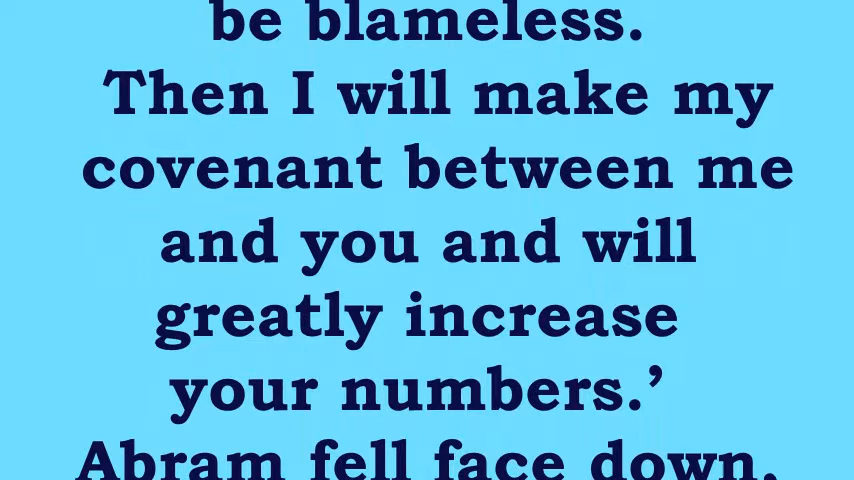 be blameless.
Then I will make my
covenant between me
and you and will
greatly increase
your numbers.’
Abram fell face down,